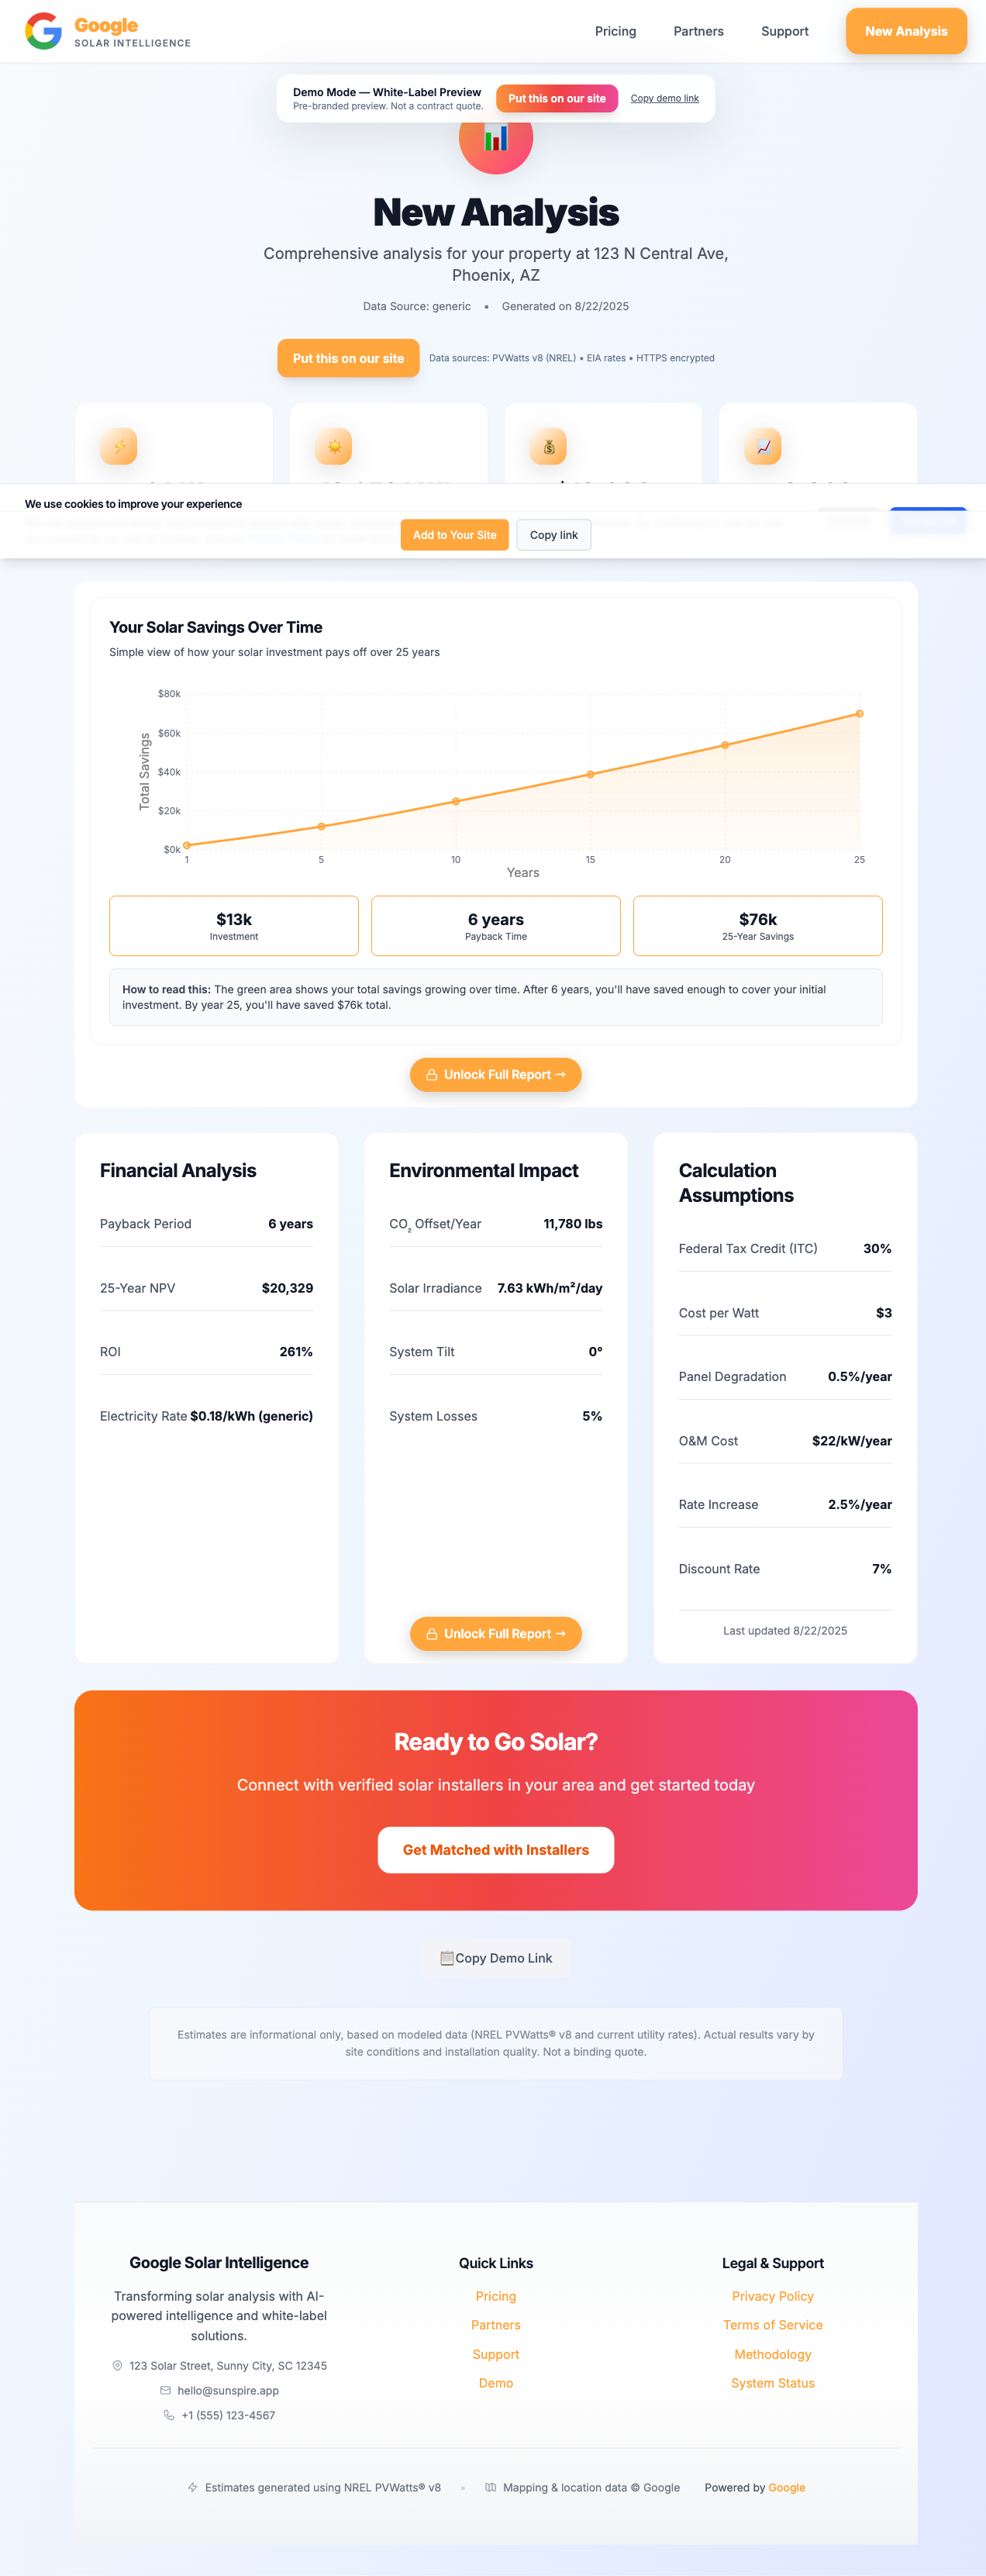 Google
SOLAR INTELLIGENCE
Pricing
Partners
Support
New Analysis
Demo Mode — White-Label Preview
Pre-branded preview. Not a contract quote.
Put this on our site
Copy demo link
New Analysis
Comprehensive analysis for your property at 123 N Central Ave,
Phoenix, AZ
Data Source: generic • Generated on 8/22/2025
Put this on our site
Data sources: PVWatts v8 (NREL) • EIA rates • HTTPS encrypted
We use cookies to improve your experience
Add to Your Site
Copy link
Your Solar Savings Over Time
Simple view of how your solar investment pays off over 25 years
$80k
$60k
$40k
$20k
$0k
Total Savings
1 5 10 15 20 25
Years
$13k
Investment
6 years
Payback Time
$76k
25-Year Savings
How to read this: The green area shows your total savings growing over time. After 6 years, you'll have saved enough to cover your initial
investment. By year 25, you'll have saved $76k total.
Unlock Full Report →
Financial Analysis
Payback Period 6 years
25-Year NPV $20,329
ROI 261%
Electricity Rate $0.18/kWh (generic)
Environmental Impact
CO₂ Offset/Year 11,780 lbs
Solar Irradiance 7.63 kWh/m²/day
System Tilt 0°
System Losses 5%
Unlock Full Report →
Calculation
Assumptions
Federal Tax Credit (ITC) 30%
Cost per Watt $3
Panel Degradation 0.5%/year
O&M Cost $22/kW/year
Rate Increase 2.5%/year
Discount Rate 7%
Last updated 8/22/2025
Ready to Go Solar?
Connect with verified solar installers in your area and get started today
Get Matched with Installers
Copy Demo Link
Estimates are informational only, based on modeled data (NREL PVWatts® v8 and current utility rates). Actual results vary by
site conditions and installation quality. Not a binding quote.
Google Solar Intelligence
Transforming solar analysis with AI-
powered intelligence and white-label
solutions.
123 Solar Street, Sunny City, SC 12345
hello@sunspire.app
+1 (555) 123-4567
Quick Links
Pricing
Partners
Support
Demo
Legal & Support
Privacy Policy
Terms of Service
Methodology
System Status
Estimates generated using NREL PVWatts® v8 • Mapping & location data © Google Powered by Google